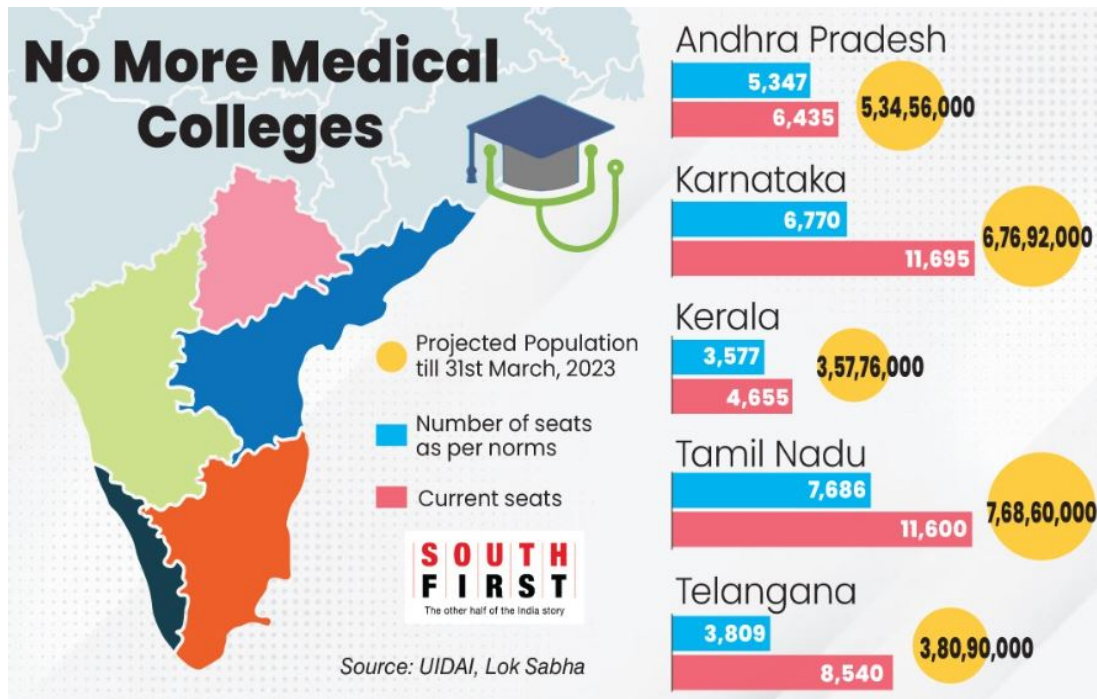 No More Medical
Colleges
Projected Population
till 31st March, 2023
Number of seats
as per norms
Current seats
SOUTH
FIRST
The other half of the India story
Source: UIDAI, Lok Sabha
Andhra Pradesh
5,347
6,435
5,34,56,000
Karnataka
6,770
11,695
6,76,92,000
Kerala
3,577
4,655
3,57,76,000
Tamil Nadu
7,686
11,600
7,68,60,000
Telangana
3,809
8,540
3,80,90,000